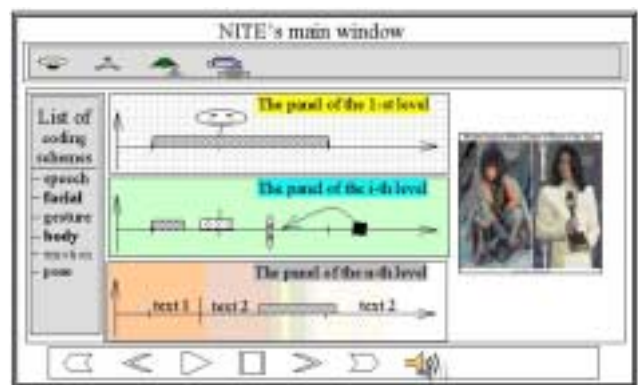 NITE's main window
List of
coding
schemes
speech
facial
gesture
body
pose
The panel of the 1-st level
The panel of the i-th level
The panel of the n-th level
text 1 text 2 text 2